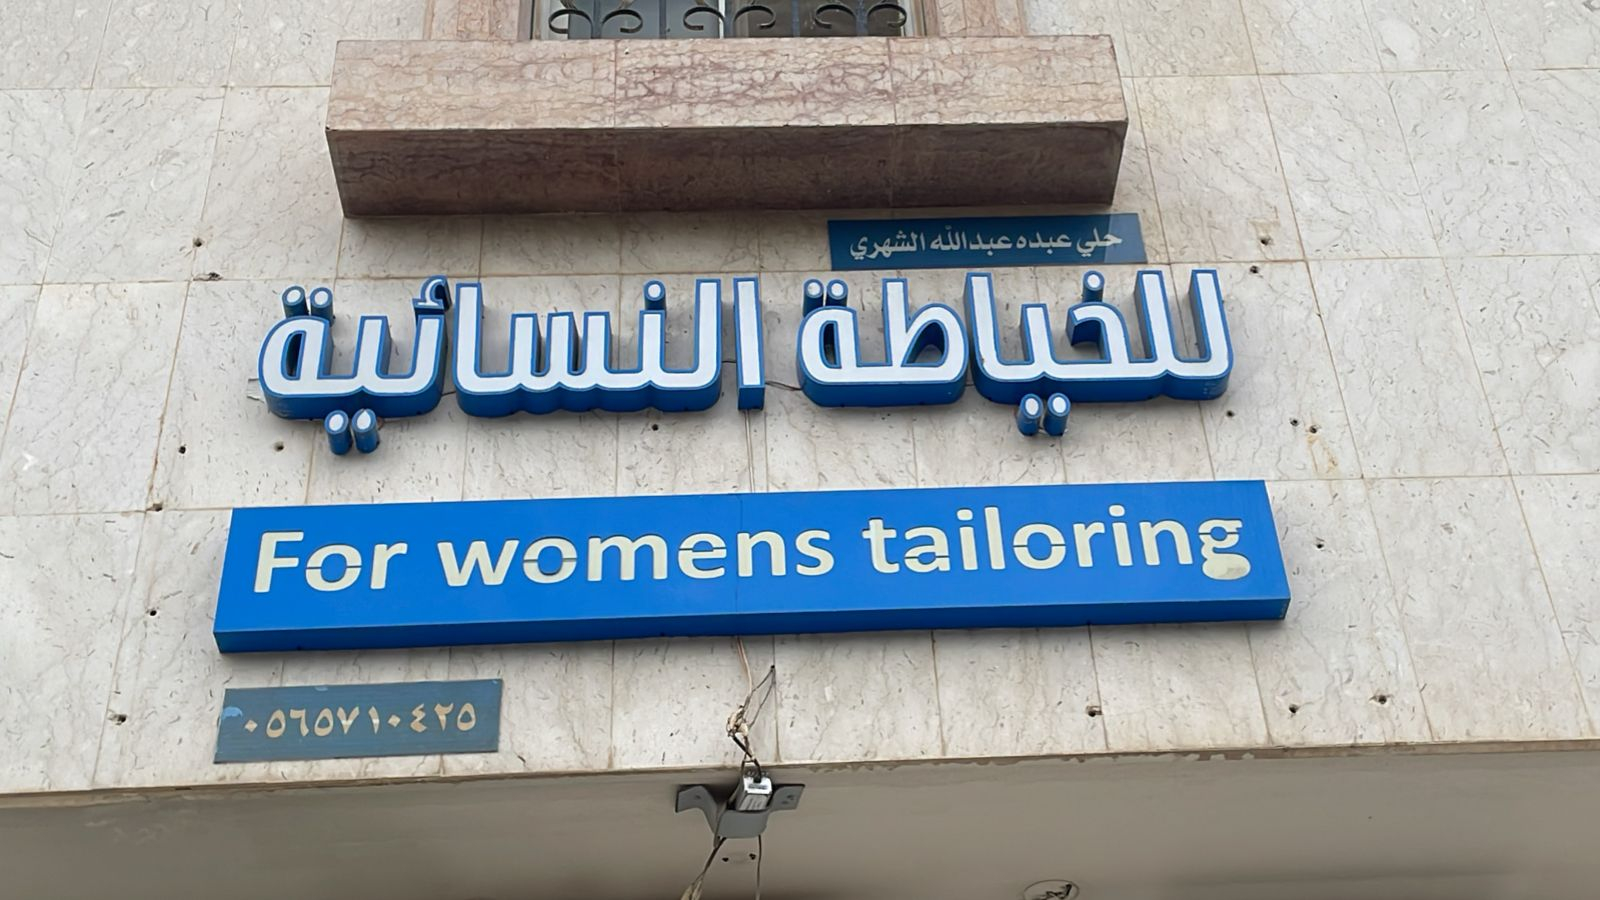 حلي عبده عبدالله الشهري
للخياطة النسائية
For womens tailoring
٠٥٦٥٧١٠٤٢٥